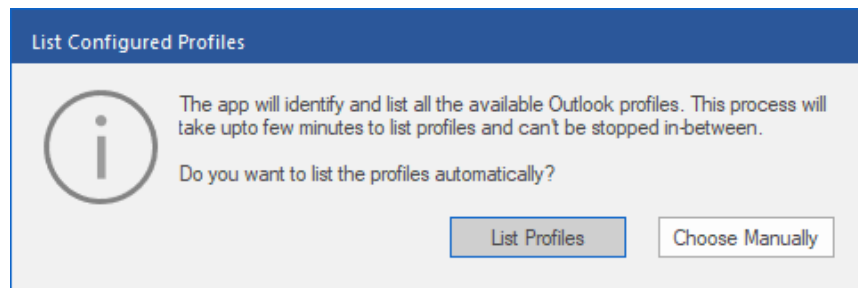 List Configured Profiles
The app will identify and list all the available Outlook profiles. This process will
take upto few minutes to list profiles and can't be stopped in-between.
Do you want to list the profiles automatically?
List Profiles
Choose Manually